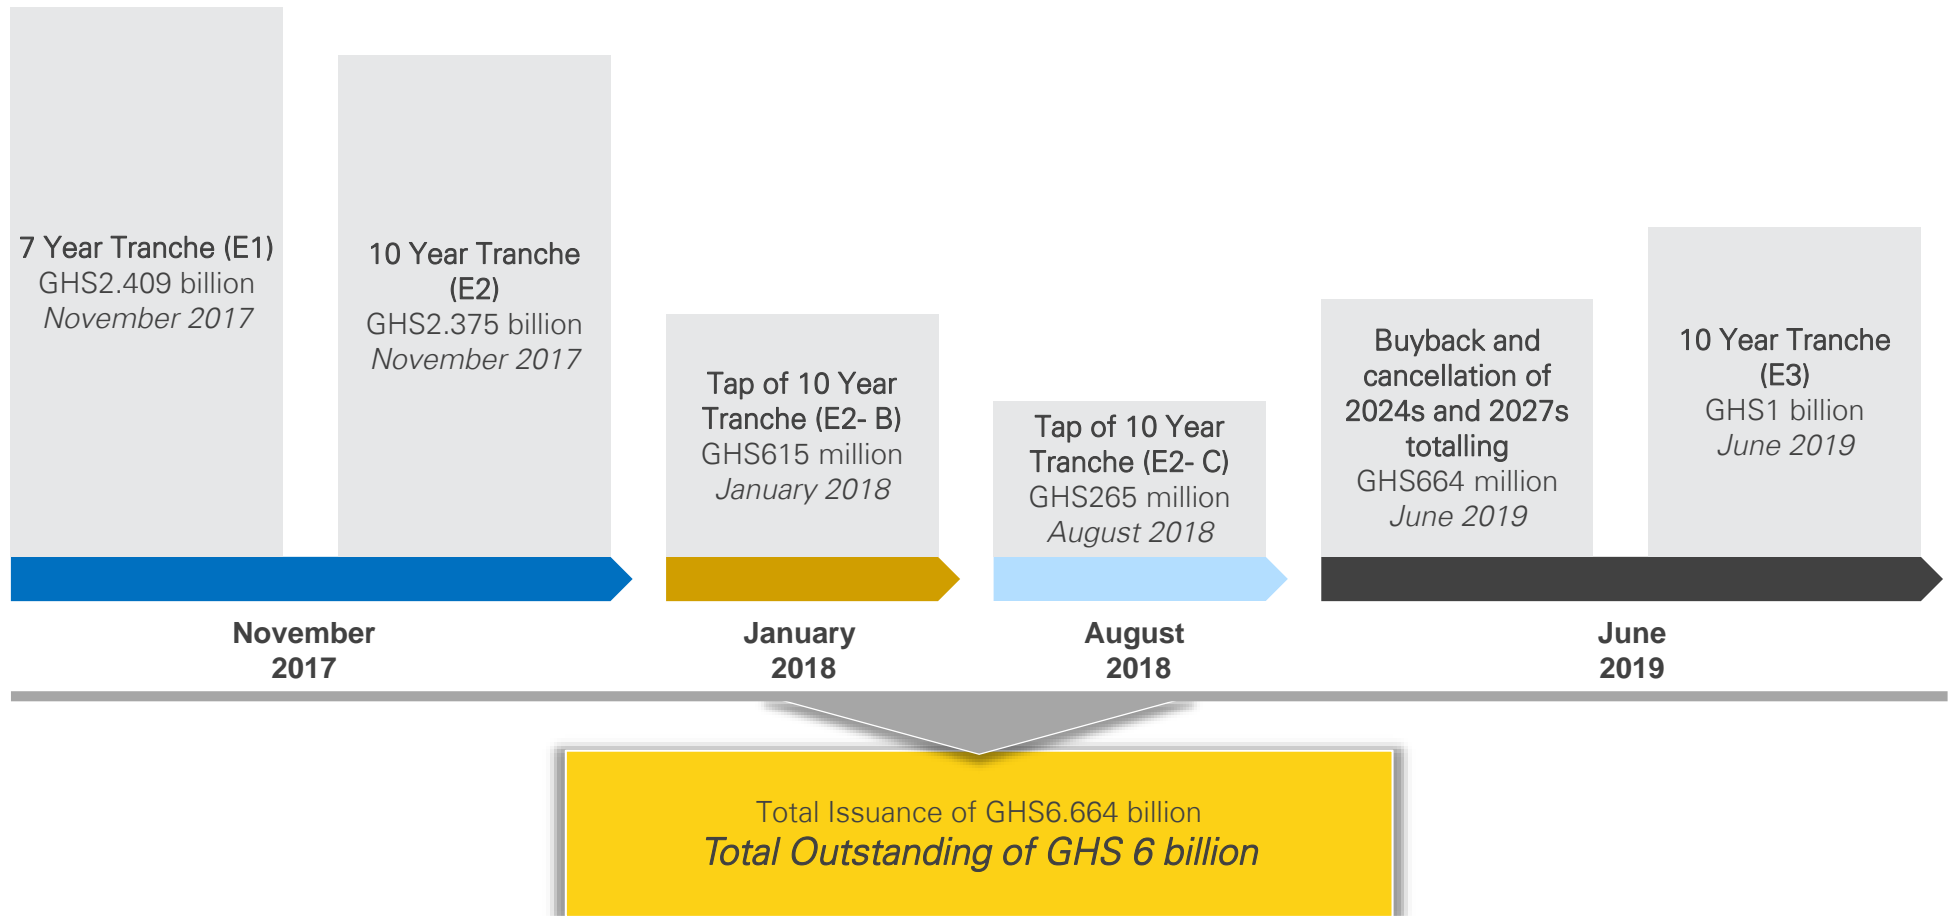 7 Year Tranche (E1)
GHS2.409 billion
November 2017
10 Year Tranche
(E2)
GHS2.375 billion
November 2017
Tap of 10 Year
Tranche (E2- B)
GHS615 million
January 2018
Tap of 10 Year
Tranche (E2- C)
GHS265 million
August 2018
Buyback and
cancellation of
2024s and 2027s
totalling
GHS664 million
June 2019
10 Year Tranche
(E3)
GHS1 billion
June 2019
November
2017
January
2018
August
2018
June
2019
Total Issuance of GHS6.664 billion
Total Outstanding of GHS 6 billion